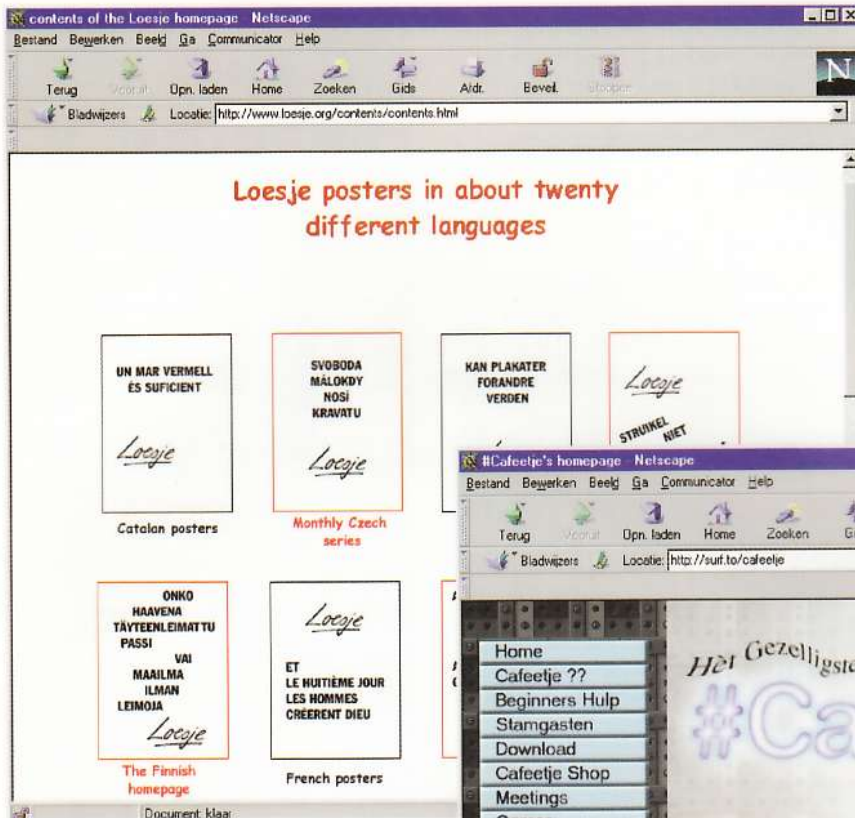 contents of the Loesje homepage - Netscape
Bestand Bewerken Beeld Ga Communicator Help
Terug Vooruit Opn. laden Home Zoeken Gids Afdr. Beveil. Stoppen
Bladwijzers Locatie: http://www.loesje.org/contents/contents.html
Loesje posters in about twenty
different languages
UN MAR VERMELL
ÉS SUFICIENT
Loesje
Catalan posters
SVOBODA
MÁLOKDY
NOSÍ
KRAVATU
Loesje
Monthly Czech
series
KAN PLAKATER
FORANDRE
VERDEN
Loesje
STRUIKEL
NIET
ONKO
HAAVENA
TÄYTEENLEIMATTU
PASSI
VAI
MAAILMA
ILMAN
LEIMOJA
Loesje
The Finnish
homepage
Loesje
ET
LE HUITIÈME JOUR
LES HOMMES
CRÉERENT DIEU
French posters
Document: klaar
#Cafeetje's homepage - Netscape
Bestand Bewerken Beeld Ga Communicator Help
Terug Vooruit Opn. laden Home Zoeken
Bladwijzers Locatie: http://surf.to/cafeetje
Home
Cafeetje ??
Beginners Hulp
Stamgasten
Download
Cafeetje Shop
Meetings
Hèt Gezelligste
#Ca